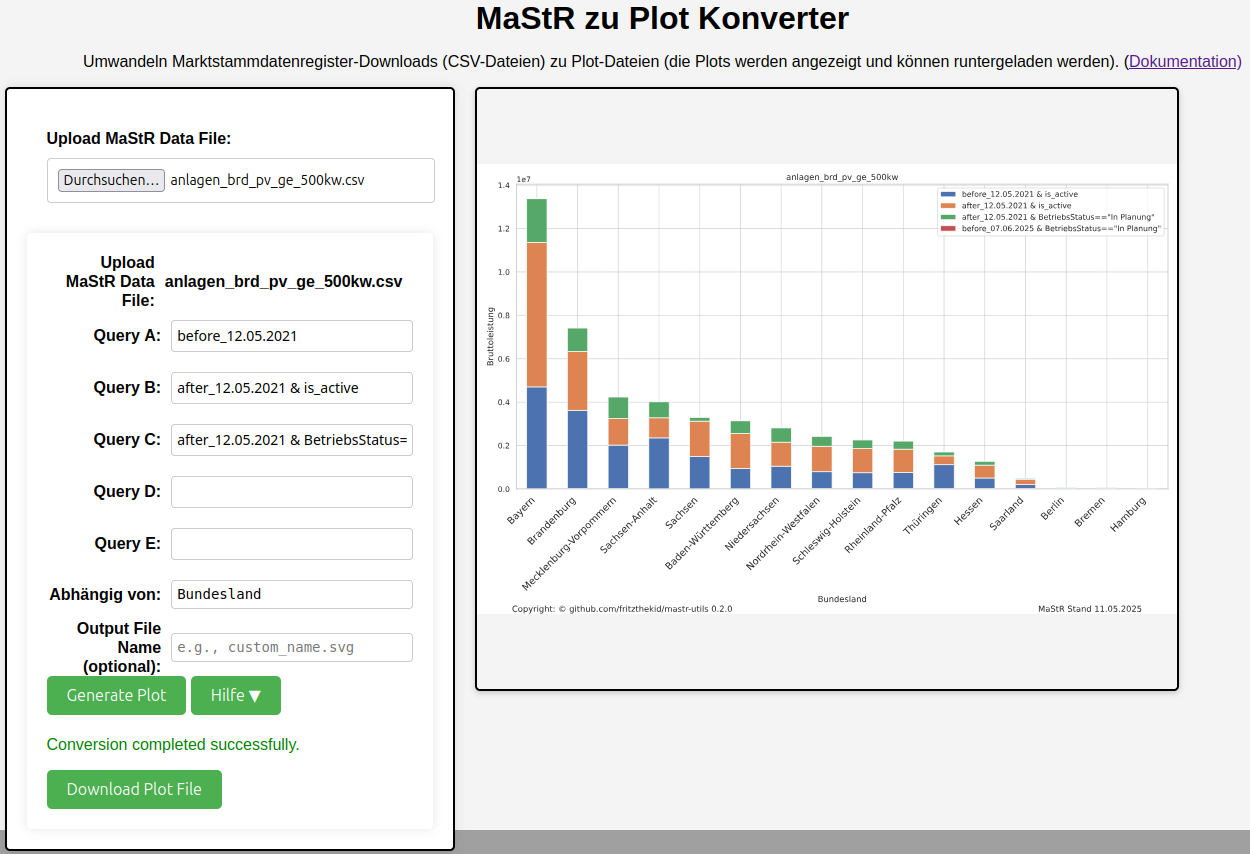 MaStR zu Plot Konverter
Umwandeln Marktstammdatenregister-Downloads (CSV-Dateien) zu Plot-Dateien (die Plots werden angezeigt und können runtergeladen werden). (Dokumentation)
Upload MaStR Data File:
Durchsuchen... anlagen_brd_pv_ge_500kw.csv
Upload
MaStR Data
File:
anlagen_brd_pv_ge_500kw.csv
Query A: before_12.05.2021
Query B: after_12.05.2021 & is_active
Query C: after_12.05.2021 & BetriebsStatus=
Query D:
Query E:
Abhängig von: Bundesland
Output File
Name
(optional):
e.g., custom_name.svg
Generate Plot Hilfe ▼
Conversion completed successfully.
Download Plot File
anlagen_brd_pv_ge_500kw
1e7
before_12.05.2021 & is_active
after_12.05.2021 & is_active
after_12.05.2021 & BetriebsStatus=="In Planung"
before_07.06.2025 & BetriebsStatus=="In Planung"
1.4
1.2
1.0
0.8
0.6
0.4
0.2
0.0
Bruttoleistung
Bayern
Brandenburg
Mecklenburg-Vorpommern
Sachsen-Anhalt
Sachsen
Baden-Württemberg
Niedersachsen
Nordrhein-Westfalen
Schleswig-Holstein
Rheinland-Pfalz
Thüringen
Hessen
Saarland
Berlin
Bremen
Hamburg
Bundesland
Copyright: © github.com/fritzthekid/mastr-utils 0.2.0
MaStR Stand 11.05.2025